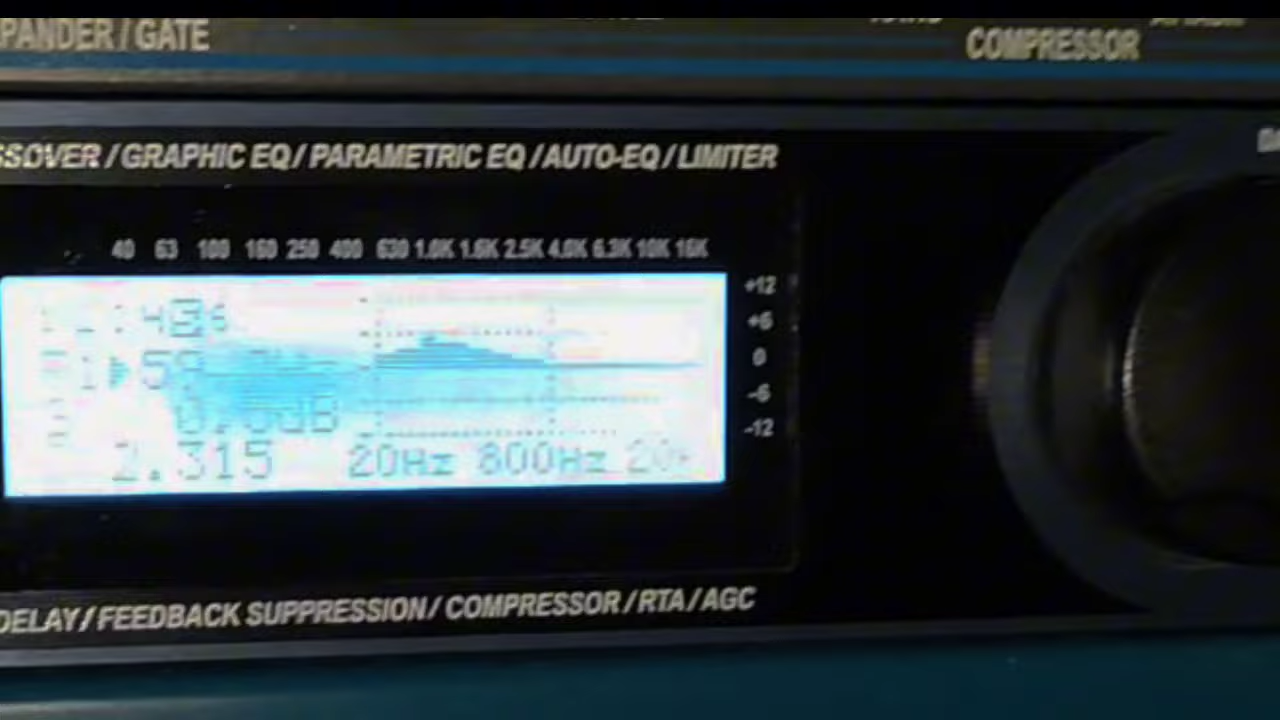 PANDER / GATE
COMPRESSOR
SSOVER / GRAPHIC EQ / PARAMETRIC EQ / AUTO-EQ / LIMITER
40 63 100 160 250 400 630 1.0K 1.6K 2.5K 4.0K 6.3K 10K 16K
+12
+6
0
-6
-12
2.315
20Hz 800Hz
DELAY / FEEDBACK SUPPRESSION / COMPRESSOR / RTA / AGC